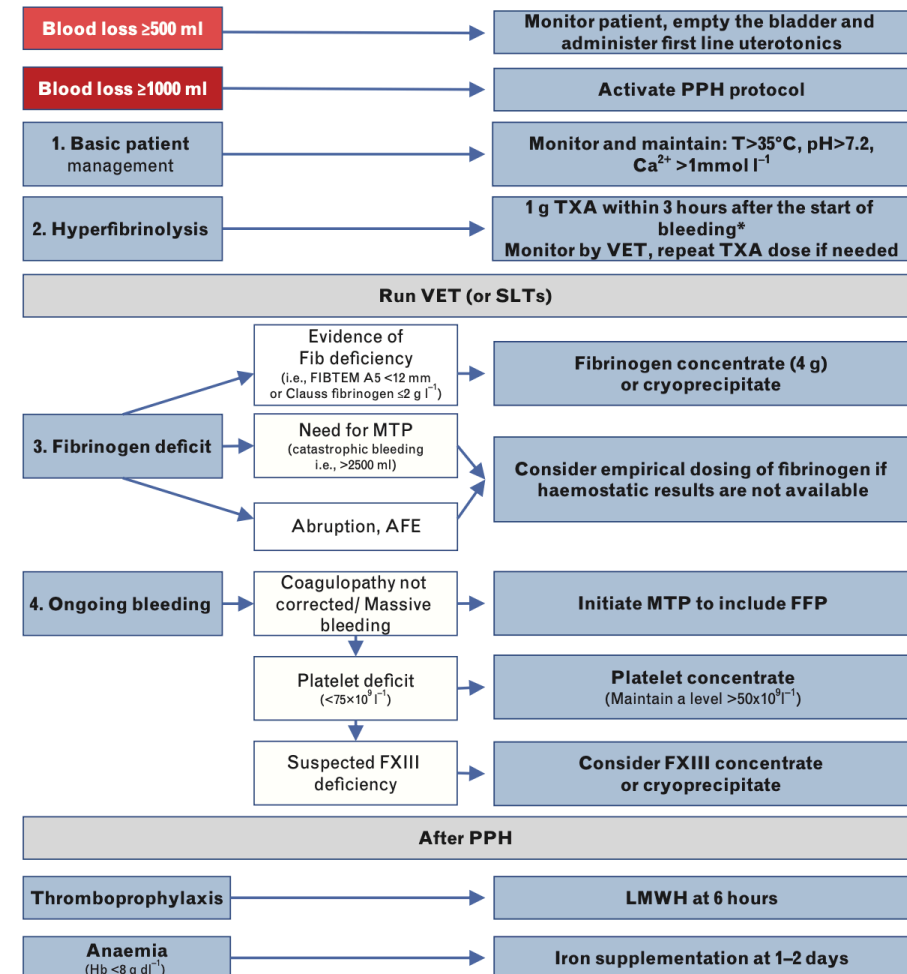 Blood loss ≥500 ml
Monitor patient, empty the bladder and
administer first line uterotonics
Blood loss ≥1000 ml
Activate PPH protocol
1. Basic patient
management
Monitor and maintain: T>35°C, pH>7.2,
Ca²⁺ >1mmol l⁻¹
2. Hyperfibrinolysis
1 g TXA within 3 hours after the start of
bleeding*
Monitor by VET, repeat TXA dose if needed
Run VET (or SLTs)
3. Fibrinogen deficit
Evidence of
Fib deficiency
(i.e., FIBTEM A5 <12 mm
or Clauss fibrinogen ≤2 g l⁻¹)
Fibrinogen concentrate (4 g)
or cryoprecipitate
Need for MTP
(catastrophic bleeding
i.e., >2500 ml)
Abruption, AFE
Consider empirical dosing of fibrinogen if
haemostatic results are not available
4. Ongoing bleeding
Coagulopathy not
corrected/ Massive
bleeding
Initiate MTP to include FFP
Platelet deficit
(<75×10⁹ l⁻¹)
Platelet concentrate
(Maintain a level >50x10⁹l⁻¹)
Suspected FXIII
deficiency
Consider FXIII concentrate
or cryoprecipitate
After PPH
Thromboprophylaxis
LMWH at 6 hours
Anaemia
(Hb <8 g dl⁻¹)
Iron supplementation at 1–2 days